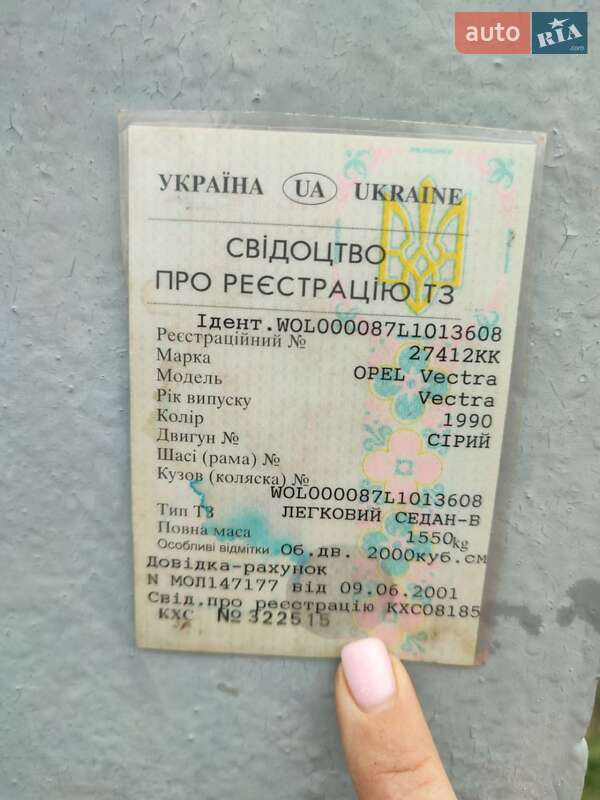 auto RIA .com
УКРАЇНА UA UKRAINE
СВІДОЦТВО
ПРО РЕЄСТРАЦІЮ ТЗ
Ідент.WOL000087L1013608
Реєстраційний № 27412КК
Марка OPEL Vectra
Модель Vectra
Рік випуску 1990
Колір СІРИЙ
Двигун №
Шасі (рама) №
Кузов (коляска) № WOL000087L1013608
Тип ТЗ ЛЕГКОВИЙ СЕДАН-В
Повна маса 1550kg
Особливі відмітки Об.дв. 2000куб.см
Довідка-рахунок
N МОЛ147177 від 09.06.2001
Свід.про реєстрацію КХС08185
КХС № 322515